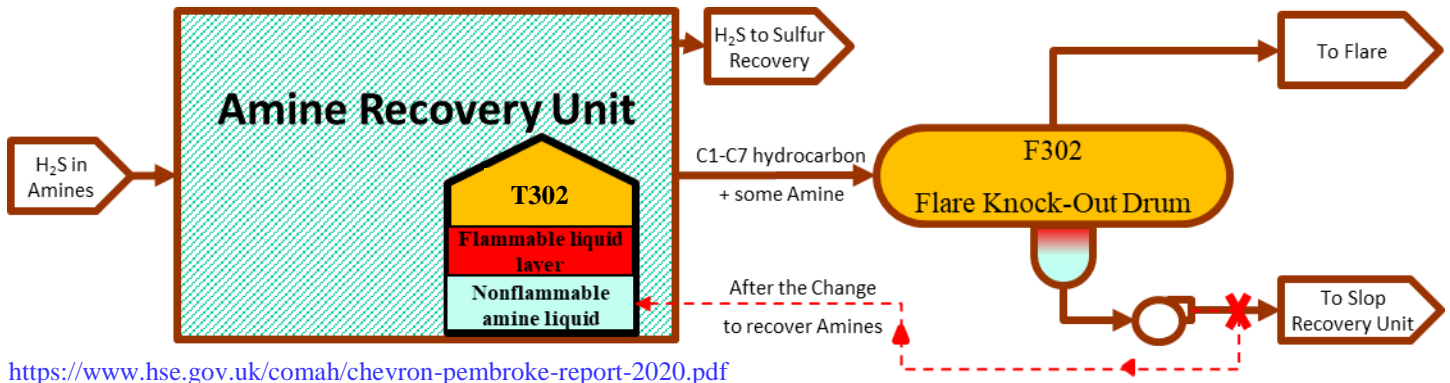 H₂S to Sulfur
Recovery
To Flare
Amine Recovery Unit
H₂S in
Amines
C1-C7 hydrocarbon
+ some Amine
F302
Flare Knock-Out Drum
T302
Flammable liquid
layer
Nonflammable
amine liquid
After the Change
to recover Amines
To Slop
Recovery Unit
https://www.hse.gov.uk/comah/chevron-pembroke-report-2020.pdf